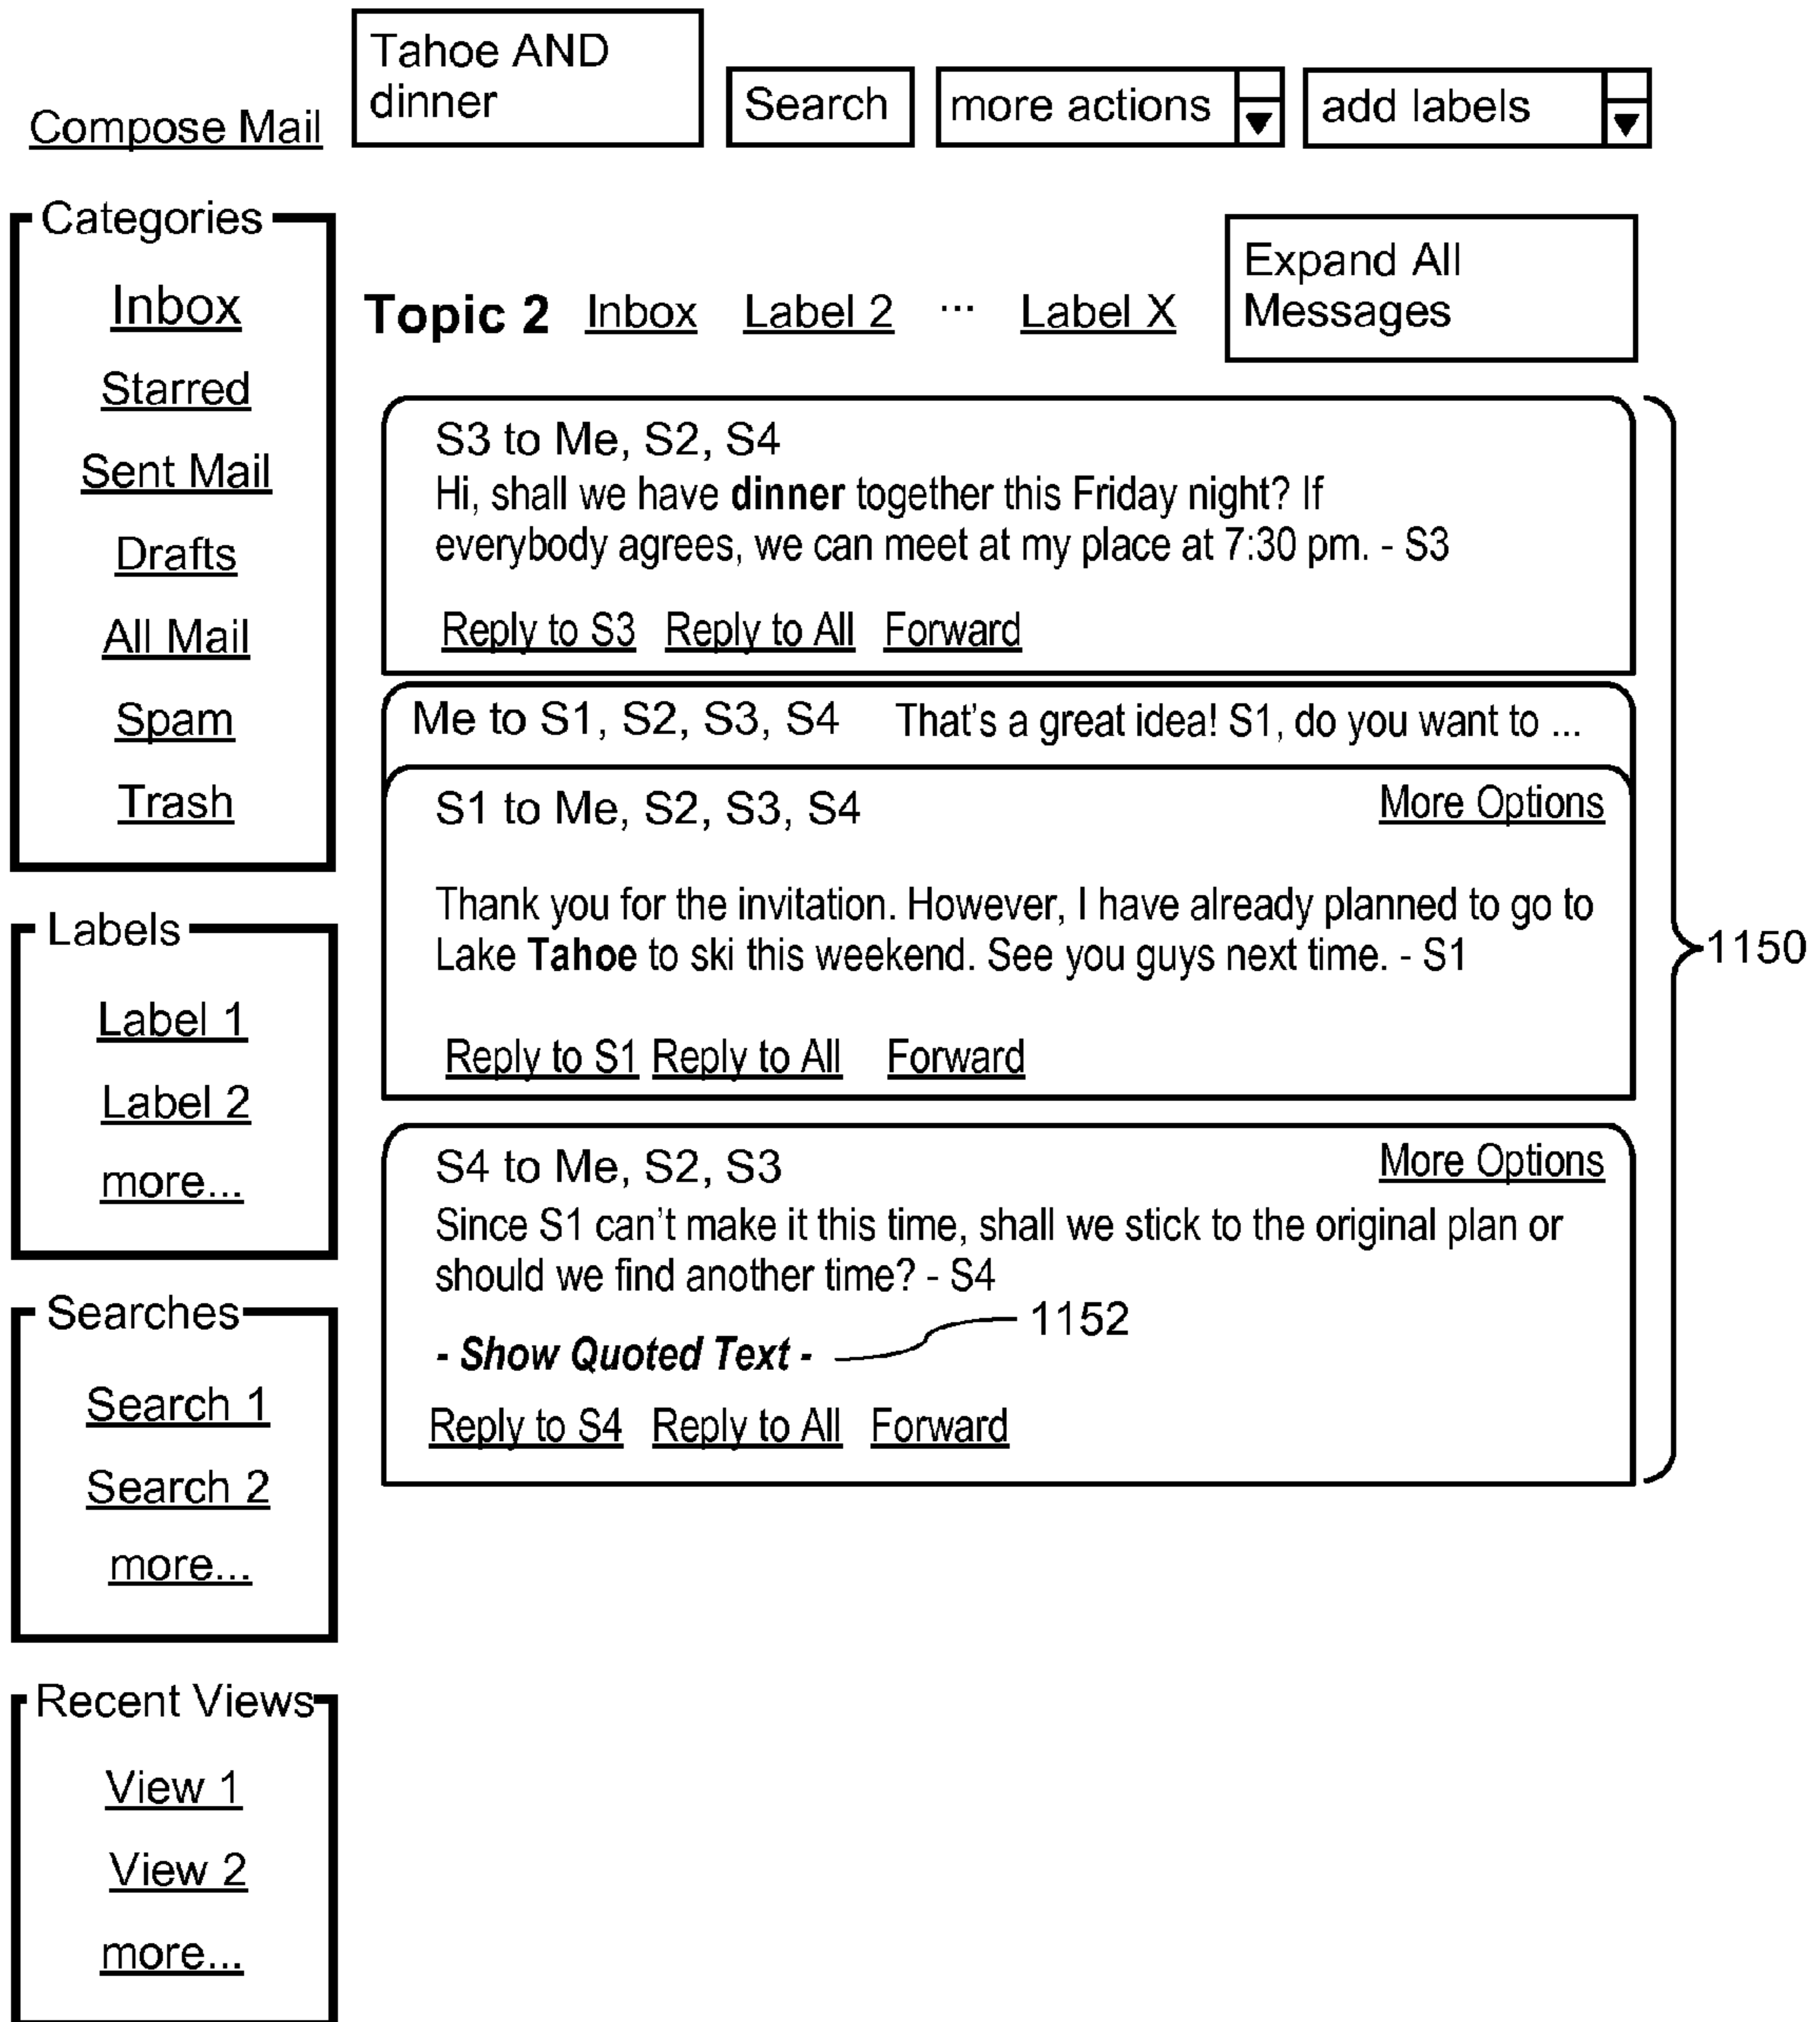 Compose Mail
Tahoe AND
dinner
Search
more actions
add labels
Categories
Inbox
Starred
Sent Mail
Drafts
All Mail
Spam
Trash
Labels
Label 1
Label 2
more...
Searches
Search 1
Search 2
more...
Recent Views
View 1
View 2
more...
Topic 2 Inbox Label 2 ... Label X
Expand All
Messages
S3 to Me, S2, S4
Hi, shall we have dinner together this Friday night? If
everybody agrees, we can meet at my place at 7:30 pm. - S3
Reply to S3 Reply to All Forward
Me to S1, S2, S3, S4 That's a great idea! S1, do you want to ...
S1 to Me, S2, S3, S4 More Options
Thank you for the invitation. However, I have already planned to go to
Lake Tahoe to ski this weekend. See you guys next time. - S1
Reply to S1 Reply to All Forward
S4 to Me, S2, S3 More Options
Since S1 can't make it this time, shall we stick to the original plan or
should we find another time? - S4
- Show Quoted Text -
1152
Reply to S4 Reply to All Forward
1150